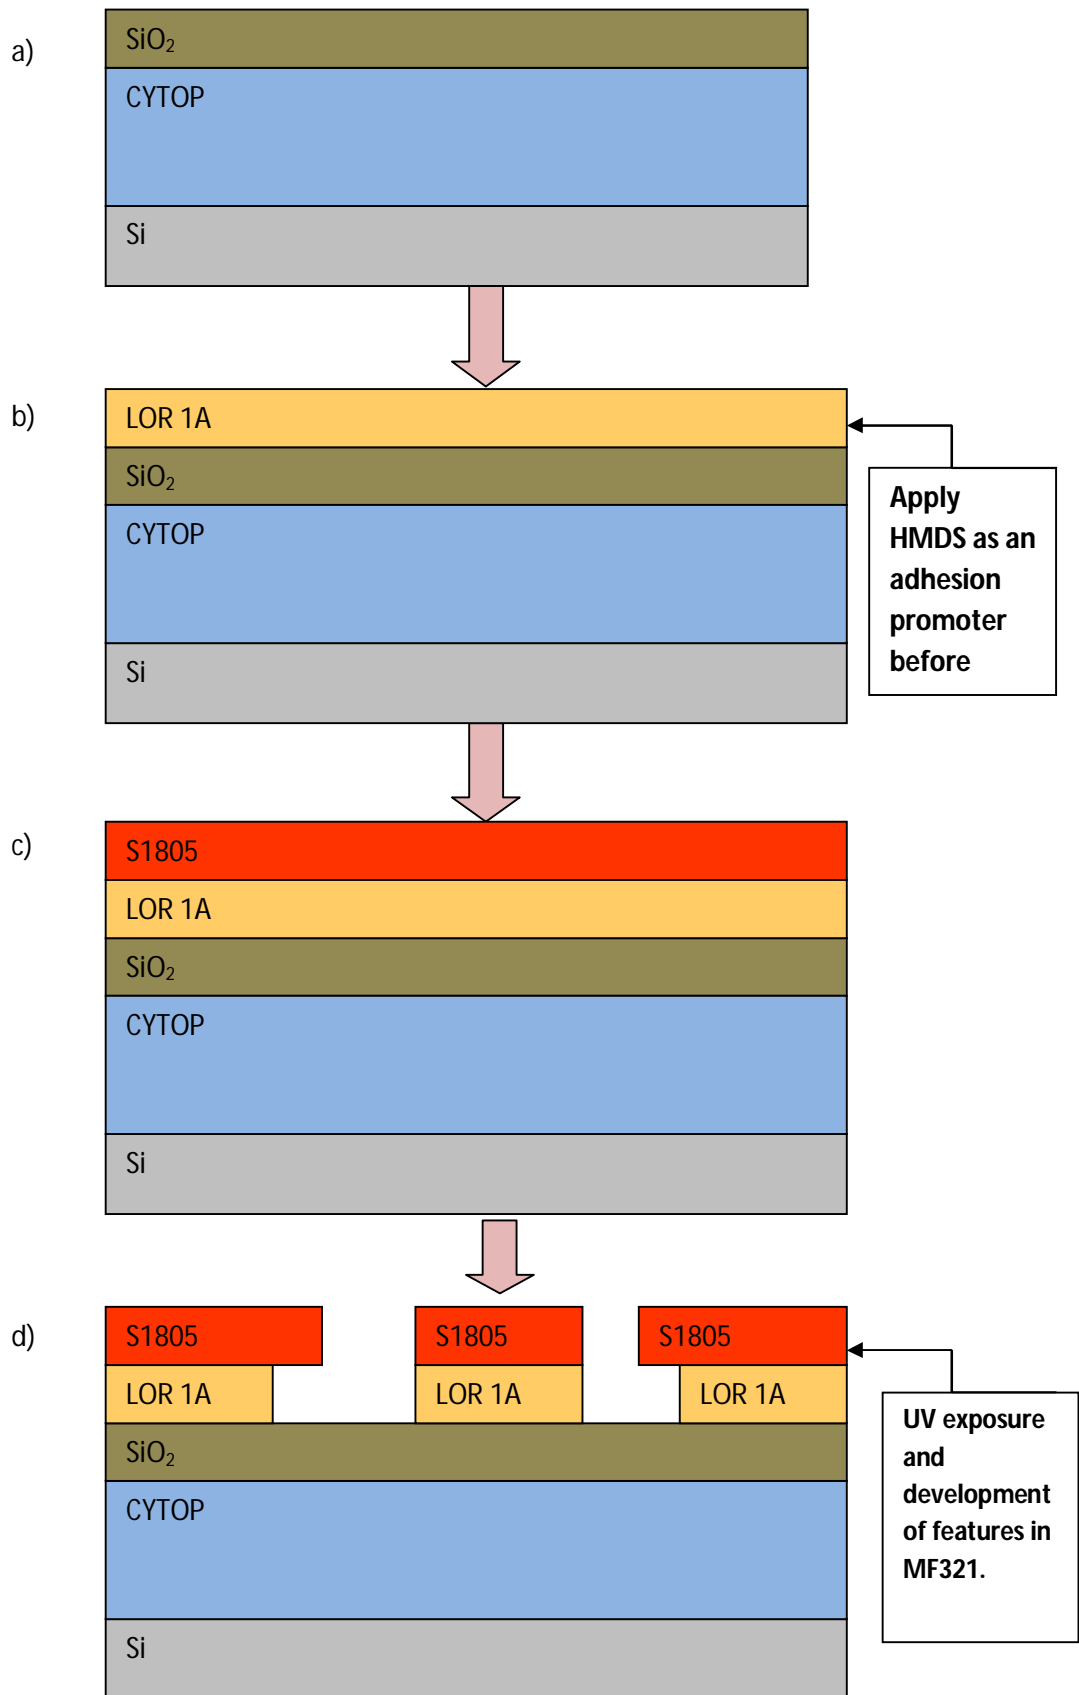 a)
SiO₂
CYTOP
Si
b)
LOR 1A
SiO₂
CYTOP
Si
Apply
HMDS as an
adhesion
promoter
before
c)
S1805
LOR 1A
SiO₂
CYTOP
Si
d)
S1805 S1805 S1805
LOR 1A LOR 1A LOR 1A
SiO₂
CYTOP
Si
UV exposure
and
development
of features in
MF321.